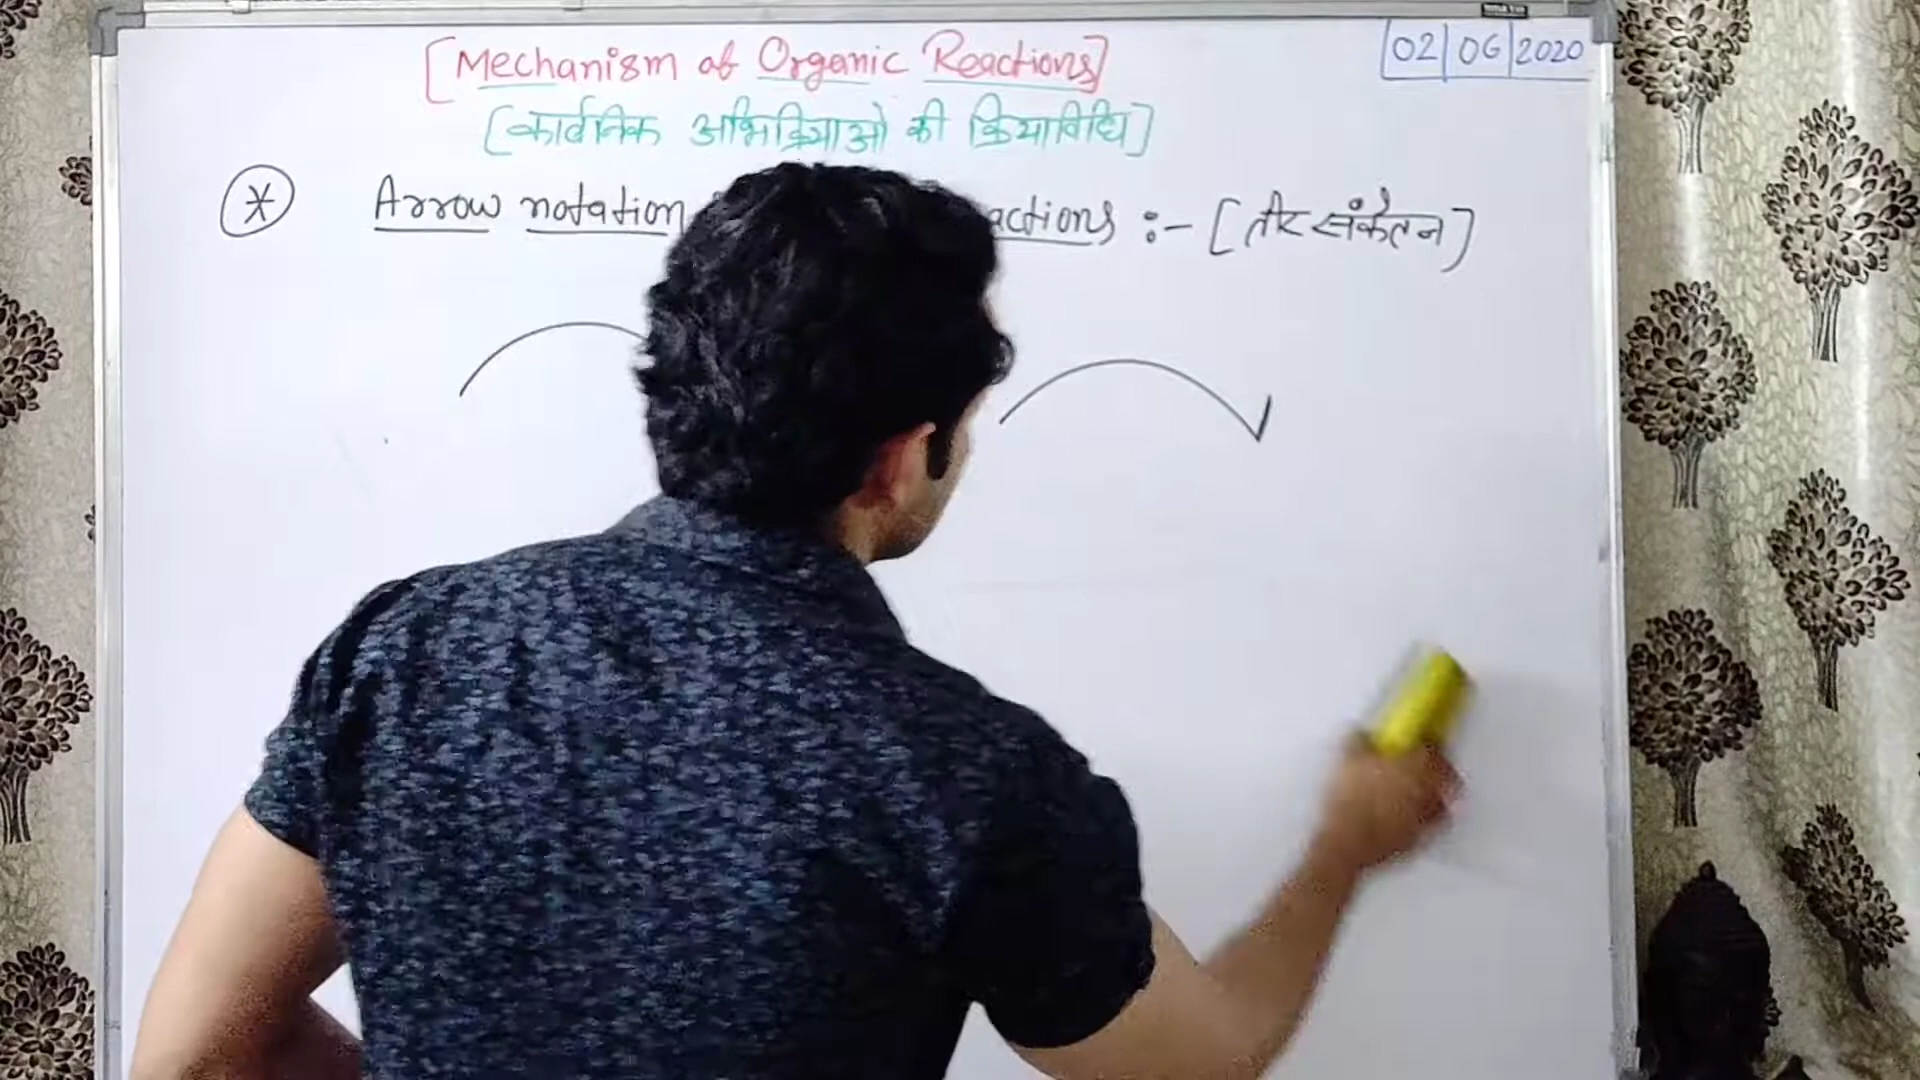 [Mechanism of Organic Reactions]
02|06|2020
[कार्बनिक अभिक्रियाओ की क्रियाविधि]
* Arrow notation actions :- [तीर संकेतन]